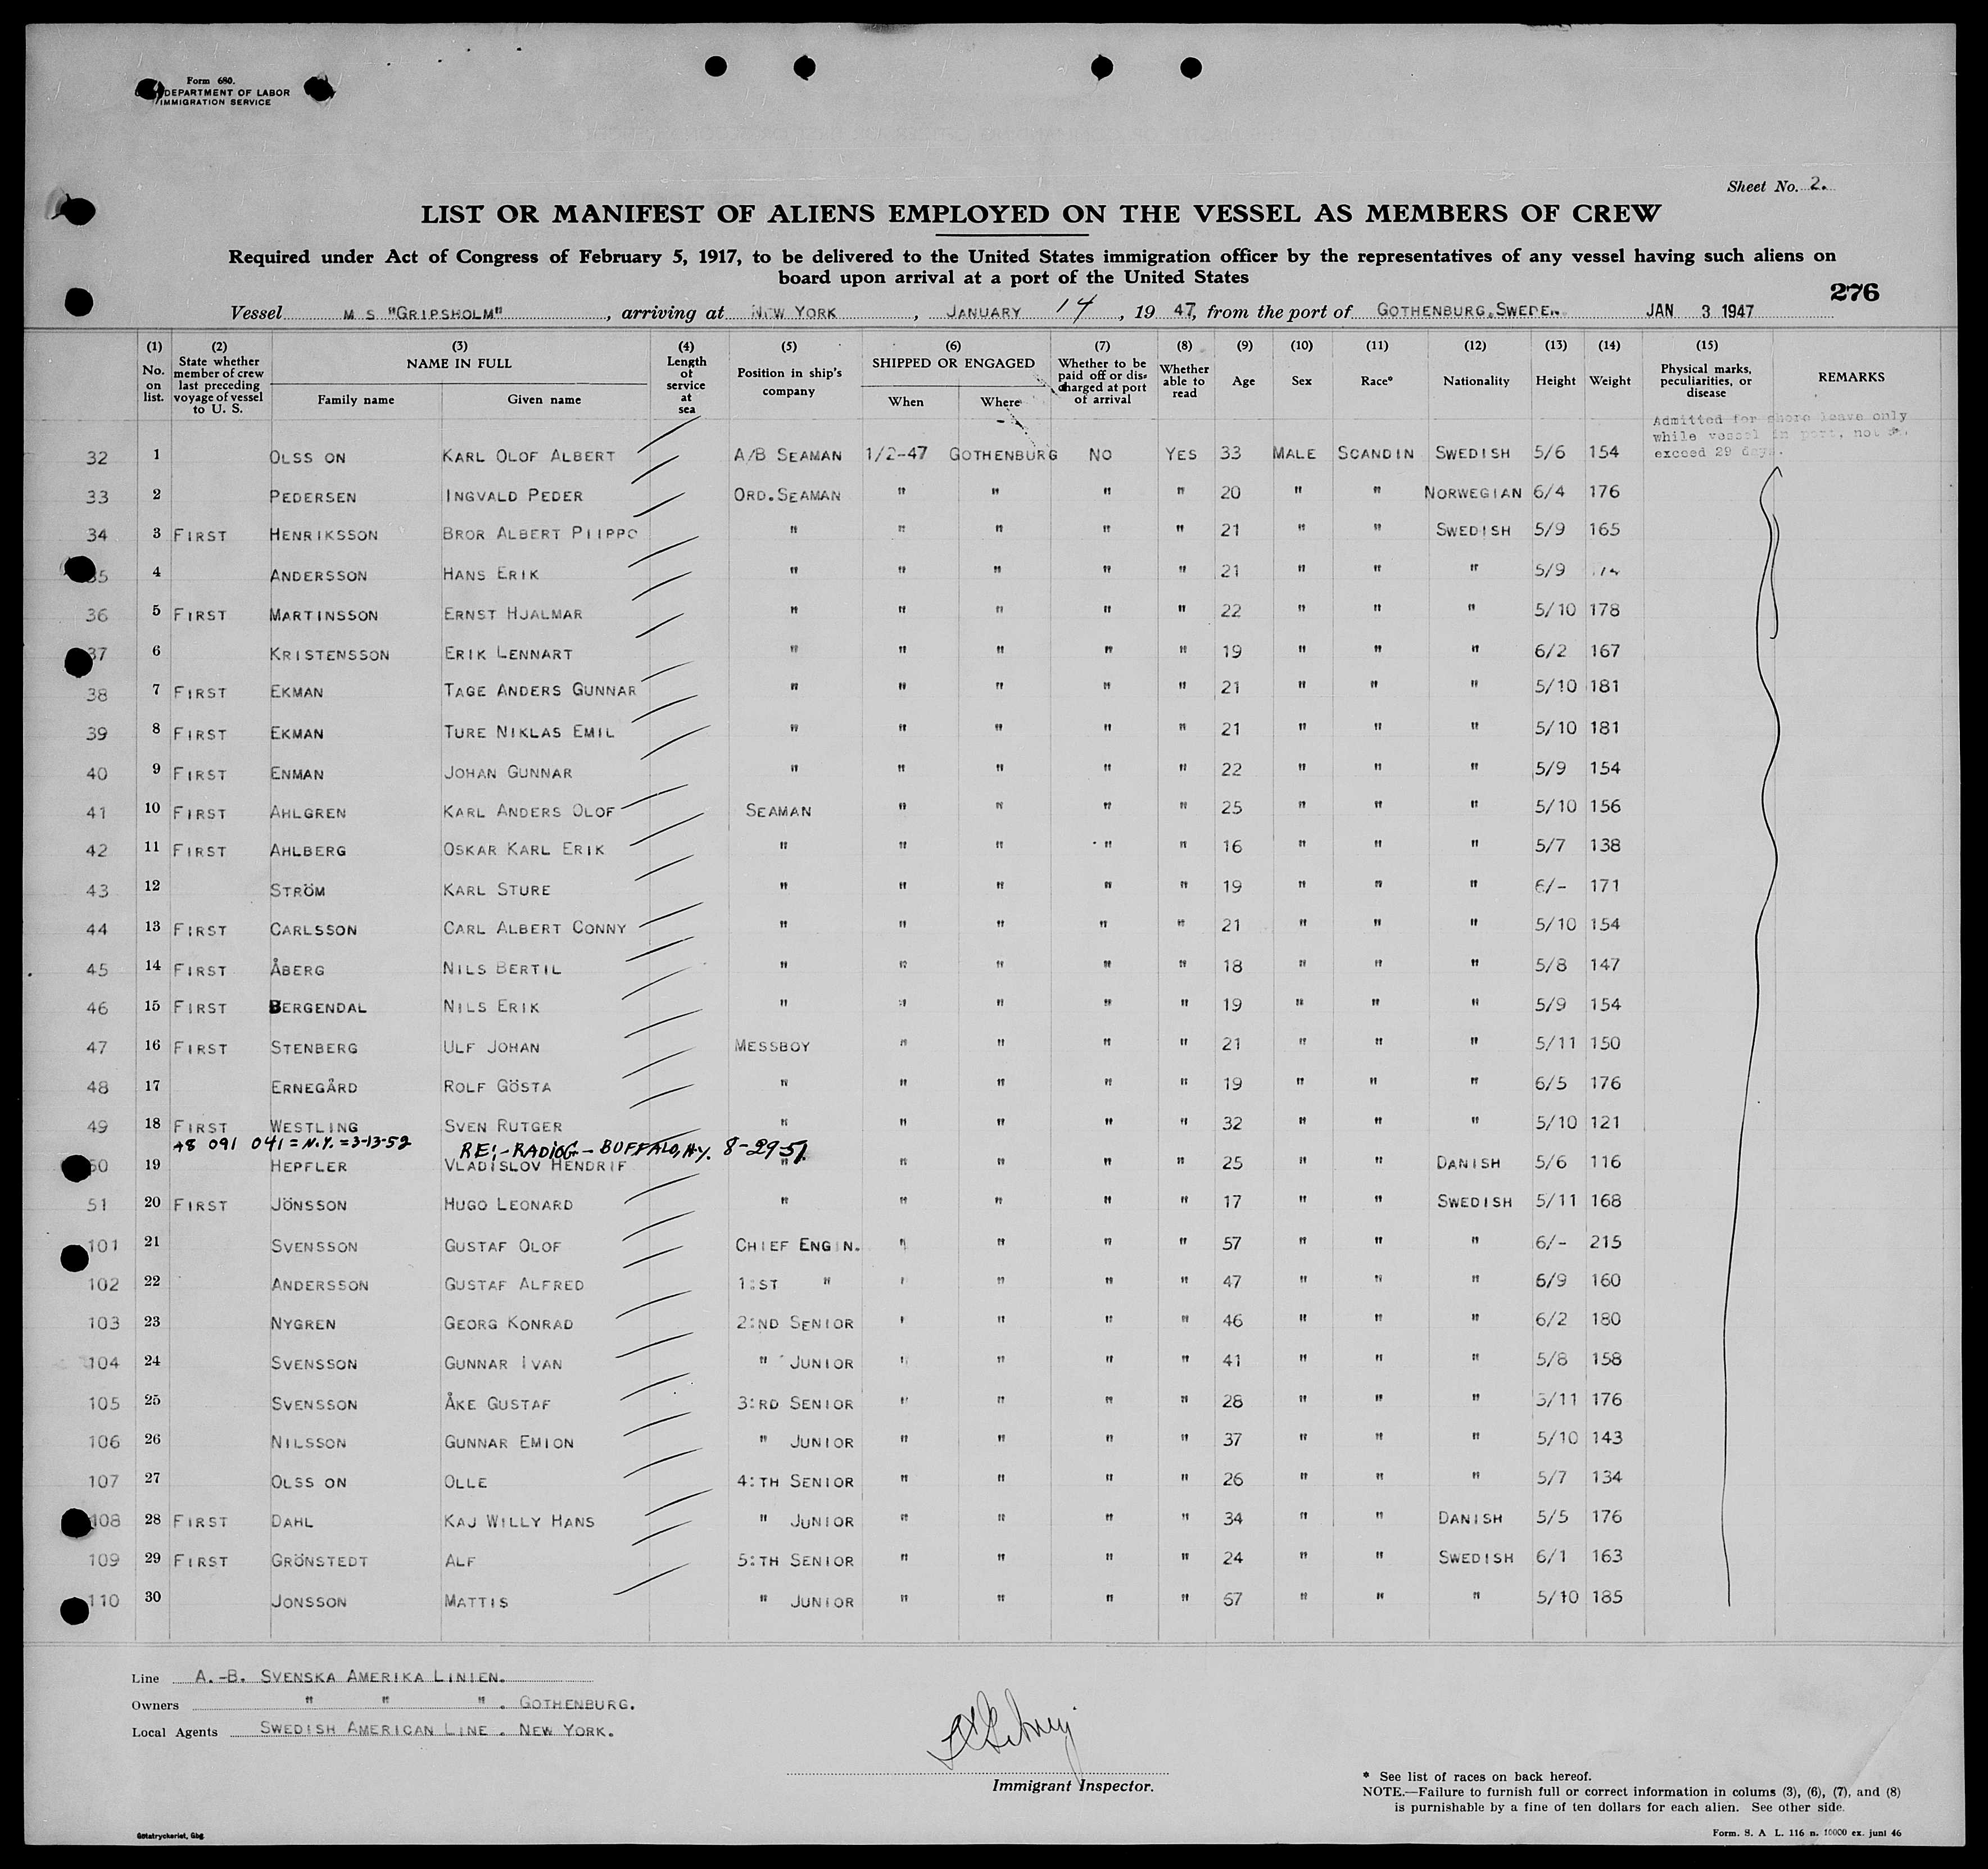 Form 680.
DEPARTMENT OF LABOR
IMMIGRATION SERVICE
Sheet No. 2.
LIST OR MANIFEST OF ALIENS EMPLOYED ON THE VESSEL AS MEMBERS OF CREW
Required under Act of Congress of February 5, 1917, to be delivered to the United States immigration officer by the representatives of any vessel having such aliens on
board upon arrival at a port of the United States
276
Vessel M S "GRIPSHOLM", arriving at NEW YORK, JANUARY 14, 19 47, from the port of GOTHENBURG, SWEDEN. JAN 3 1947
(1) No. on list. (2) State whether member of crew last preceding voyage of vessel to U. S. (3) NAME IN FULL Family name Given name (4) Length of service at sea (5) Position in ship's company (6) SHIPPED OR ENGAGED When Where (7) Whether to be paid off or discharged at port of arrival (8) Whether able to read (9) Age (10) Sex (11) Race* (12) Nationality (13) Height (14) Weight (15) Physical marks, peculiarities, or disease REMARKS
Admitted for shore leave only
while vessel in port, not to
exceed 29 days.
32 1 OLSSON KARL OLOF ALBERT A/B SEAMAN 1/2-47 GOTHENBURG NO YES 33 MALE SCANDIN SWEDISH 5/6 154
33 2 PEDERSEN INGVALD PEDER ORD.SEAMAN " " " " 20 " " NORWEGIAN 6/4 176
34 3 FIRST HENRIKSSON BROR ALBERT PIIPPO " " " " " 21 " " SWEDISH 5/9 165
35 4 ANDERSSON HANS ERIK " " " " " 21 " " " 5/9
36 5 FIRST MARTINSSON ERNST HJALMAR " " " " " 22 " " " 5/10 178
37 6 KRISTENSSON ERIK LENNART " " " " " 19 " " " 6/2 167
38 7 FIRST EKMAN TAGE ANDERS GUNNAR " " " " " 21 " " " 5/10 181
39 8 FIRST EKMAN TURE NIKLAS EMIL " " " " " 21 " " " 5/10 181
40 9 FIRST ENMAN JOHAN GUNNAR " " " " " 22 " " " 5/9 154
41 10 FIRST AHLGREN KARL ANDERS OLOF SEAMAN " " " " 25 " " " 5/10 156
42 11 FIRST AHLBERG OSKAR KARL ERIK " " " " " 16 " " " 5/7 138
43 12 STRÖM KARL STURE " " " " " 19 " " " 6/- 171
44 13 FIRST CARLSSON CARL ALBERT CONNY " " " " " 21 " " " 5/10 154
45 14 FIRST ÅBERG NILS BERTIL " " " " " 18 " " " 5/8 147
46 15 FIRST BERGENDAL NILS ERIK " " " " " 19 " " " 5/9 154
47 16 FIRST STENBERG ULF JOHAN MESSBOY " " " " 21 " " " 5/11 150
48 17 ERNEGÅRD ROLF GÖSTA " " " " " 19 " " " 6/5 176
49 18 FIRST WESTLING SVEN RUTGER " " " " " 32 " " " 5/10 121
48 091 041 = N.Y. = 3-13-52 RE:- RADIOG - BUFFALO, N.Y. 8-29-51.
50 19 HEPFLER VLADISLOV HENDRIF " " " " " 25 " " DANISH 5/6 116
51 20 FIRST JÖNSSON HUGO LEONARD " " " " " 17 " " SWEDISH 5/11 168
101 21 SVENSSON GUSTAF OLOF CHIEF ENGIN. " " " " 57 " " " 6/- 215
102 22 ANDERSSON GUSTAF ALFRED 1:ST " " " " " 47 " " " 6/9 160
103 23 NYGREN GEORG KONRAD 2:ND SENIOR " " " " 46 " " " 6/2 180
104 24 SVENSSON GUNNAR IVAN " JUNIOR " " " " 41 " " " 5/8 158
105 25 SVENSSON ÅKE GUSTAF 3:RD SENIOR " " " " 28 " " " 5/11 176
106 26 NILSSON GUNNAR EMION " JUNIOR " " " " 37 " " " 5/10 143
107 27 OLSSON OLLE 4:TH SENIOR " " " " 26 " " " 5/7 134
108 28 FIRST DAHL KAJ WILLY HANS " JUNIOR " " " " 34 " " DANISH 5/5 176
109 29 FIRST GRÖNSTEDT ALF 5:TH SENIOR " " " " 24 " " SWEDISH 6/1 163
110 30 JONSSON MATTIS " JUNIOR " " " " 67 " " " 5/10 185
Line A.-B. SVENSKA AMERIKA LINIEN.
Owners " " " . GOTHENBURG.
Local Agents SWEDISH AMERICAN LINE . NEW YORK.
Immigrant Inspector.
* See list of races on back hereof.
NOTE.—Failure to furnish full or correct information in colums (3), (6), (7), and (8)
is purnishable by a fine of ten dollars for each alien. See other side.
Götatryckeriet, Gbg
Form. S. A L. 116 n. 10000 ex. juni 46